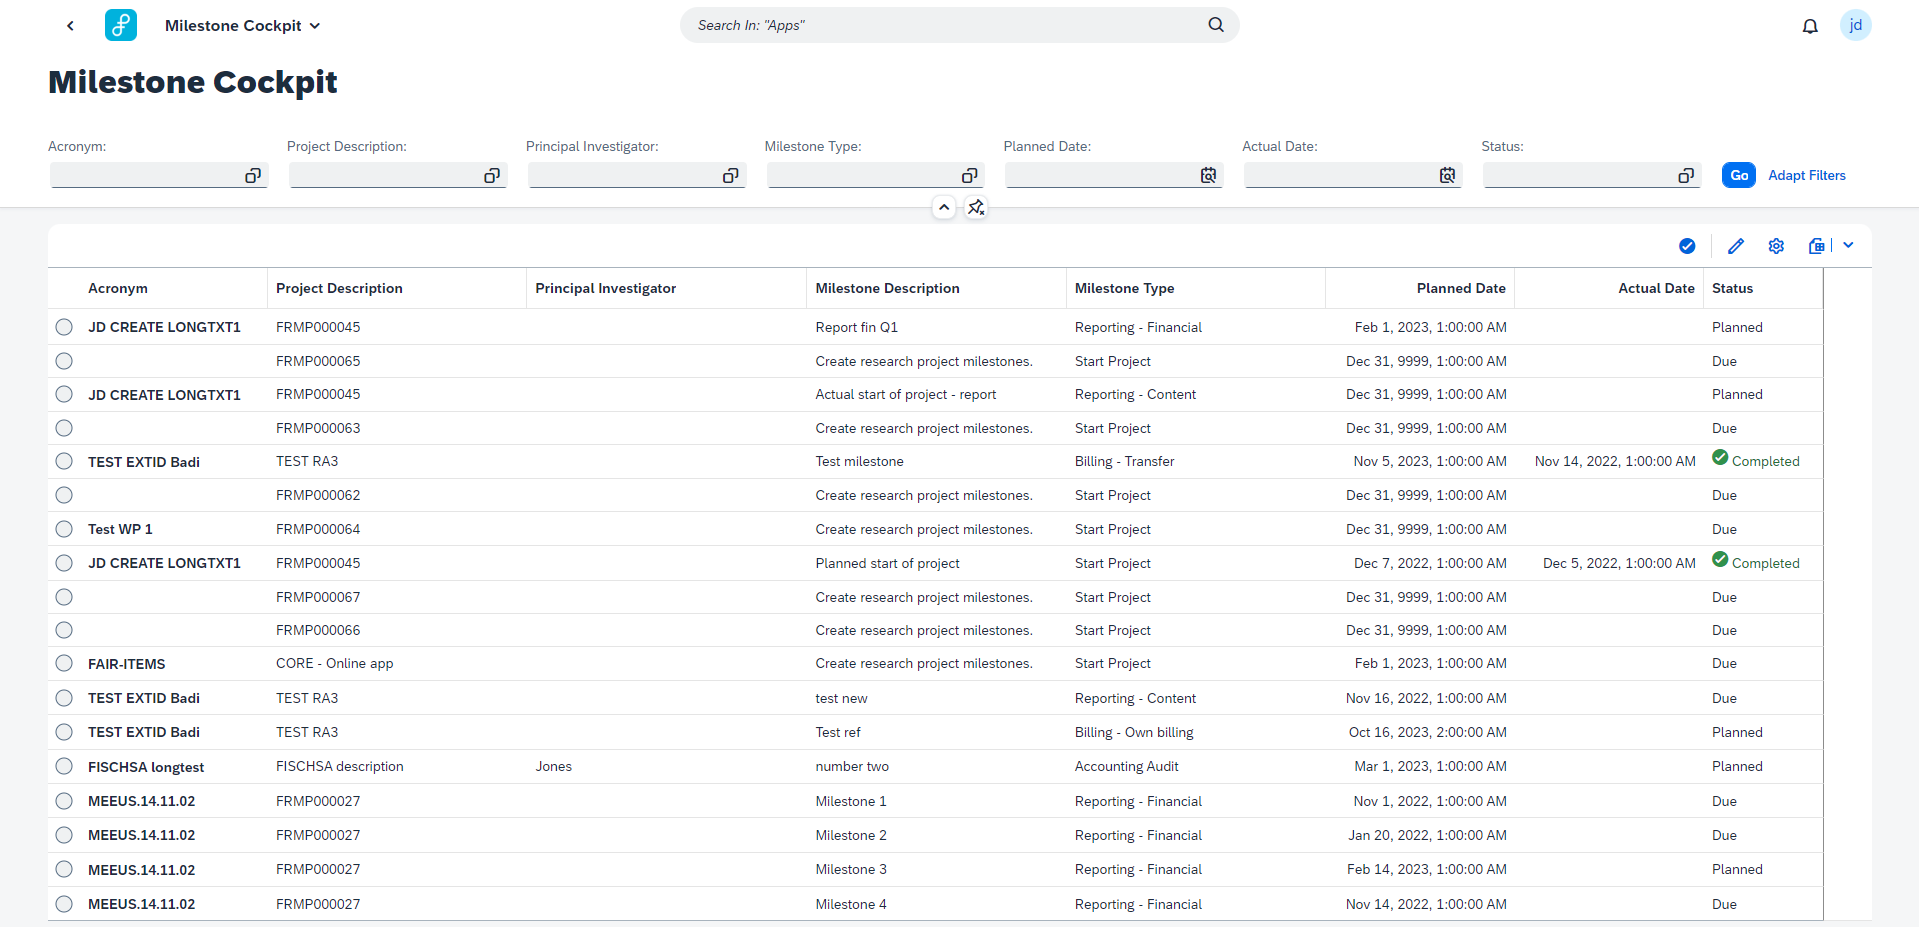 Milestone Cockpit
Search In: "Apps"
jd
Milestone Cockpit
Acronym: Project Description: Principal Investigator: Milestone Type: Planned Date: Actual Date: Status:
Go Adapt Filters
Acronym Project Description Principal Investigator Milestone Description Milestone Type Planned Date Actual Date Status
JD CREATE LONGTXT1 FRMP000045 Report fin Q1 Reporting - Financial Feb 1, 2023, 1:00:00 AM Planned
FRMP000065 Create research project milestones. Start Project Dec 31, 9999, 1:00:00 AM Due
JD CREATE LONGTXT1 FRMP000045 Actual start of project - report Reporting - Content Dec 31, 9999, 1:00:00 AM Planned
FRMP000063 Create research project milestones. Start Project Dec 31, 9999, 1:00:00 AM Due
TEST EXTID Badi TEST RA3 Test milestone Billing - Transfer Nov 5, 2023, 1:00:00 AM Nov 14, 2022, 1:00:00 AM Completed
FRMP000062 Create research project milestones. Start Project Dec 31, 9999, 1:00:00 AM Due
Test WP 1 FRMP000064 Create research project milestones. Start Project Dec 31, 9999, 1:00:00 AM Due
JD CREATE LONGTXT1 FRMP000045 Planned start of project Start Project Dec 7, 2022, 1:00:00 AM Dec 5, 2022, 1:00:00 AM Completed
FRMP000067 Create research project milestones. Start Project Dec 31, 9999, 1:00:00 AM Due
FRMP000066 Create research project milestones. Start Project Dec 31, 9999, 1:00:00 AM Due
FAIR-ITEMS CORE - Online app Create research project milestones. Start Project Feb 1, 2023, 1:00:00 AM Due
TEST EXTID Badi TEST RA3 test new Reporting - Content Nov 16, 2022, 1:00:00 AM Due
TEST EXTID Badi TEST RA3 Test ref Billing - Own billing Oct 16, 2023, 2:00:00 AM Planned
FISCHSA longtest FISCHSA description Jones number two Accounting Audit Mar 1, 2023, 1:00:00 AM Planned
MEEUS.14.11.02 FRMP000027 Milestone 1 Reporting - Financial Nov 1, 2022, 1:00:00 AM Due
MEEUS.14.11.02 FRMP000027 Milestone 2 Reporting - Financial Jan 20, 2022, 1:00:00 AM Due
MEEUS.14.11.02 FRMP000027 Milestone 3 Reporting - Financial Feb 14, 2023, 1:00:00 AM Planned
MEEUS.14.11.02 FRMP000027 Milestone 4 Reporting - Financial Nov 14, 2022, 1:00:00 AM Due